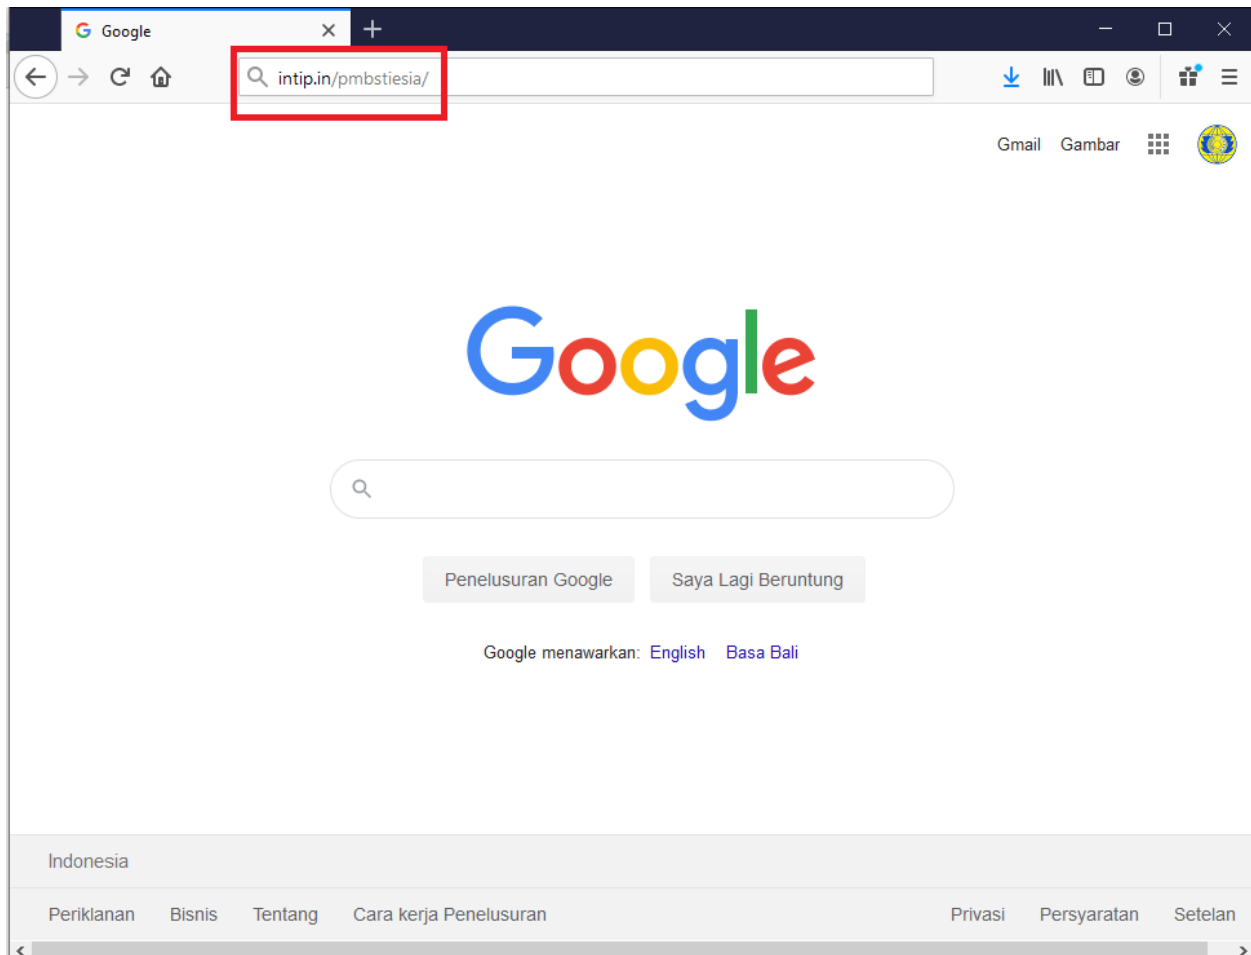 Google
intip.in/pmbstiesia/
Gmail Gambar
Google
Penelusuran Google Saya Lagi Beruntung
Google menawarkan: English Basa Bali
Indonesia
Periklanan Bisnis Tentang Cara kerja Penelusuran Privasi Persyaratan Setelan